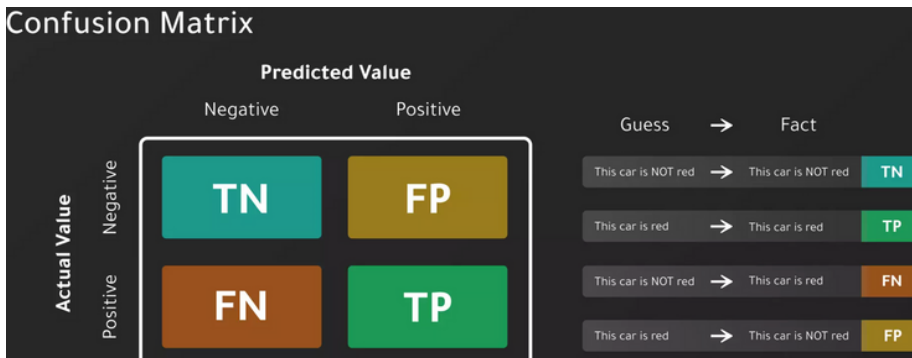 Confusion Matrix
Predicted Value
Negative Positive
Actual Value
Negative
TN FP
Positive
FN TP
Guess → Fact
This car is NOT red → This car is NOT red TN
This car is red → This car is red TP
This car is NOT red → This car is red FN
This car is red → This car is NOT red FP